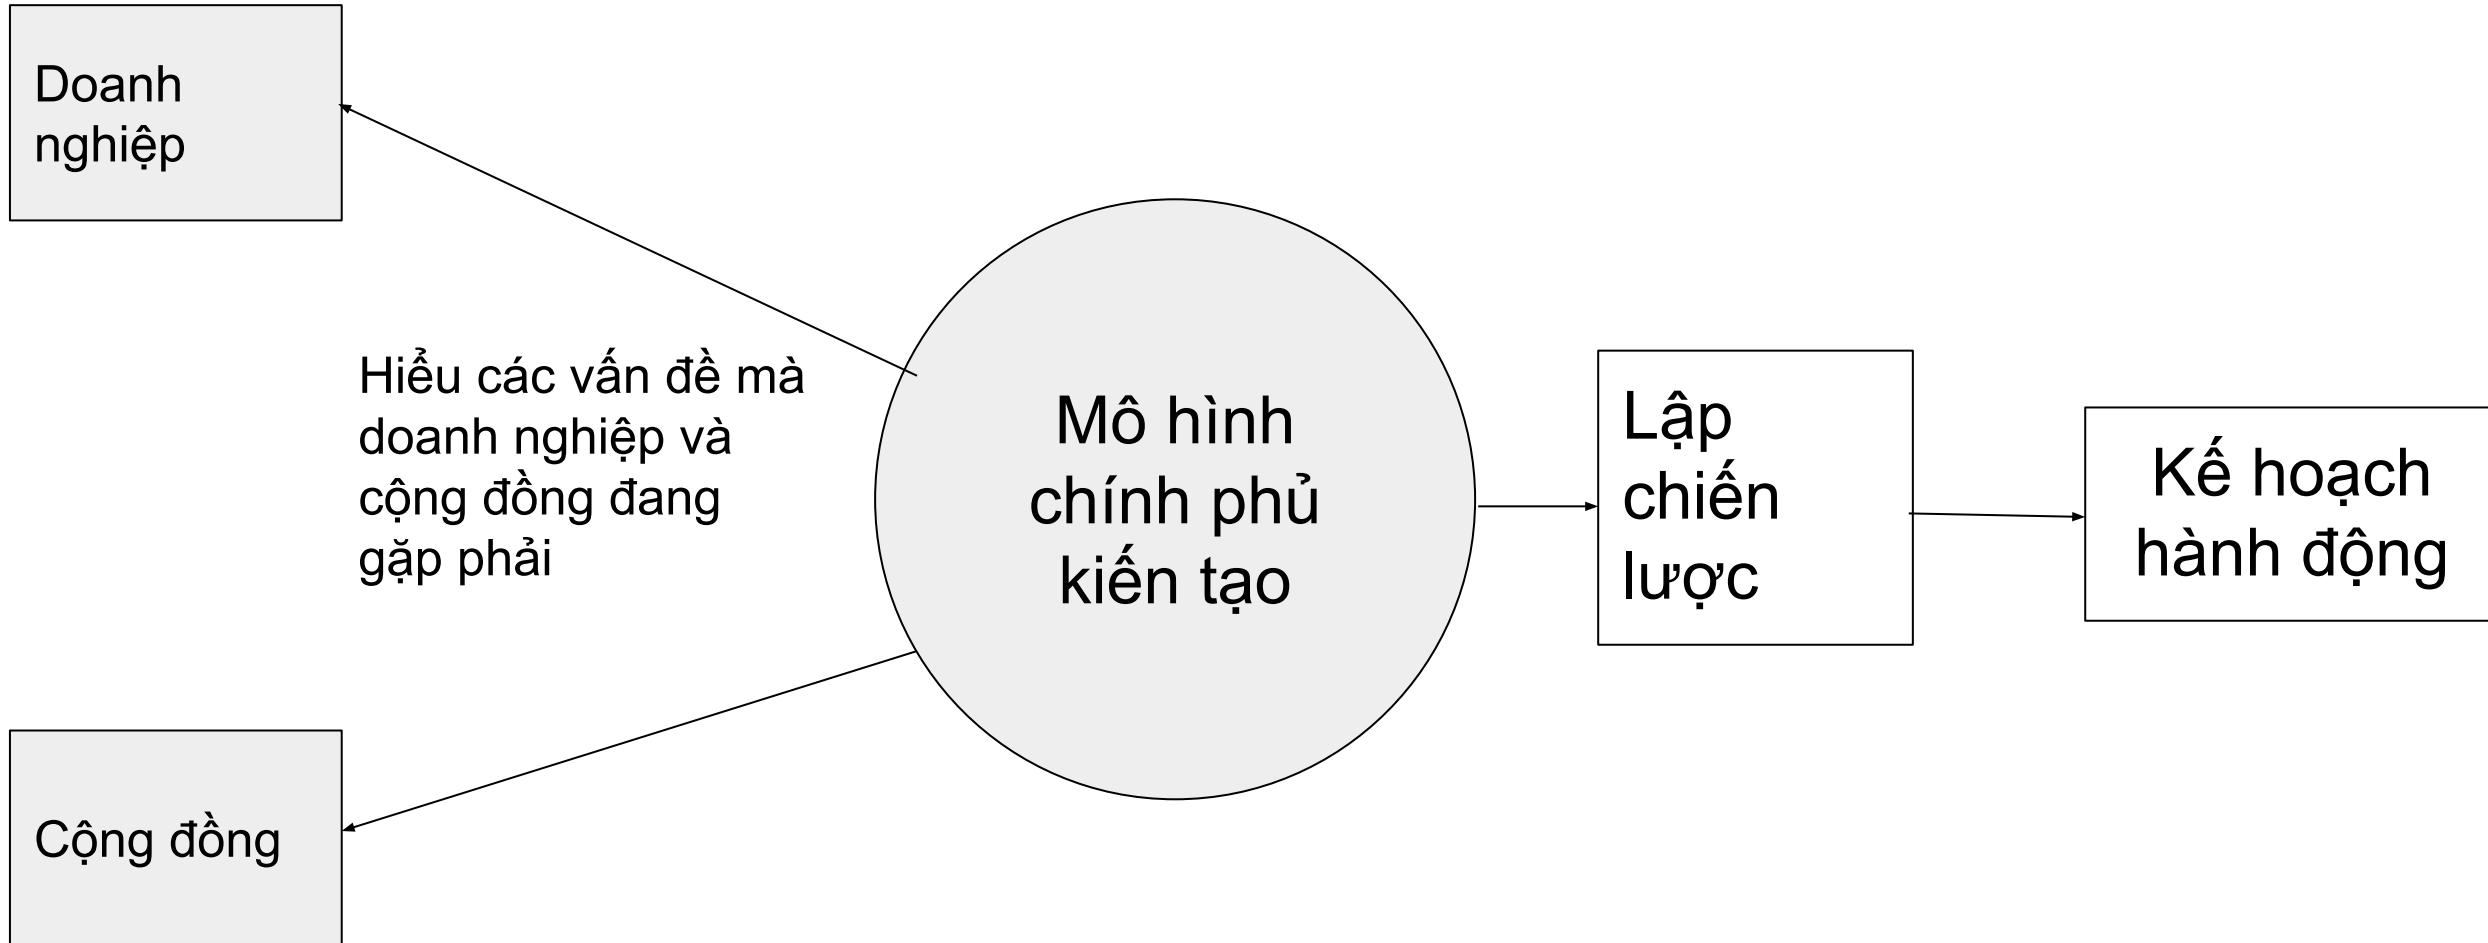 Doanh
nghiệp
Hiểu các vấn đề mà
doanh nghiệp và
cộng đồng đang
gặp phải
Cộng đồng
Mô hình
chính phủ
kiến tạo
Lập
chiến
lược
Kế hoạch
hành động